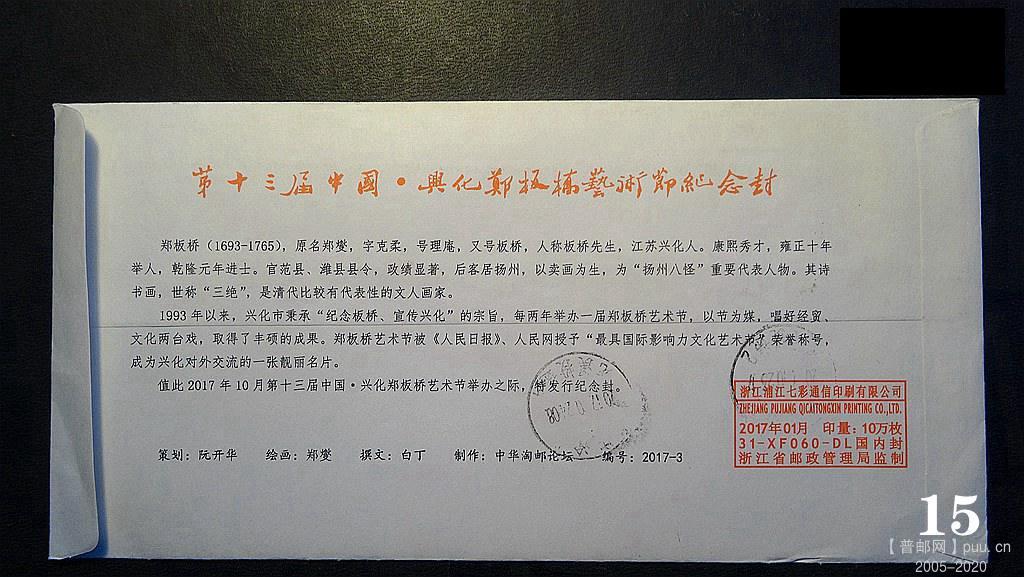 第十三届中國·興化鄭板橋藝術節紀念封
郑板桥（1693-1765），原名郑燮，字克柔，号理庵，又号板桥，人称板桥先生，江苏兴化人。康熙秀才，雍正十年
举人，乾隆元年进士。官范县、潍县县令，政绩显著，后客居扬州，以卖画为生，为“扬州八怪”重要代表人物。其诗
书画，世称“三绝”，是清代比较有代表性的文人画家。
1993年以来，兴化市秉承“纪念板桥、宣传兴化”的宗旨，每两年举办一届郑板桥艺术节，以节为媒，唱好经贸、
文化两台戏，取得了丰硕的成果。郑板桥艺术节被《人民日报》、人民网授予“最具国际影响力文化艺术节”荣誉称号，
成为兴化对外交流的一张靓丽名片。
值此2017年10月第十三届中国·兴化郑板桥艺术节举办之际，特发行纪念封。
策划：阮开华 绘画：郑燮 撰文：白丁 制作：中华淘邮论坛 编号：2017-3
浙江浦江七彩通信印刷有限公司
ZHEJIANG PUJIANG QICAITONGXIN PRINTING CO.,LTD.
2017年01月 印量：10万枚
31-XF060-DL国内封
浙江省邮政管理局监制
15
【普邮网】puu.cn
2005-2020